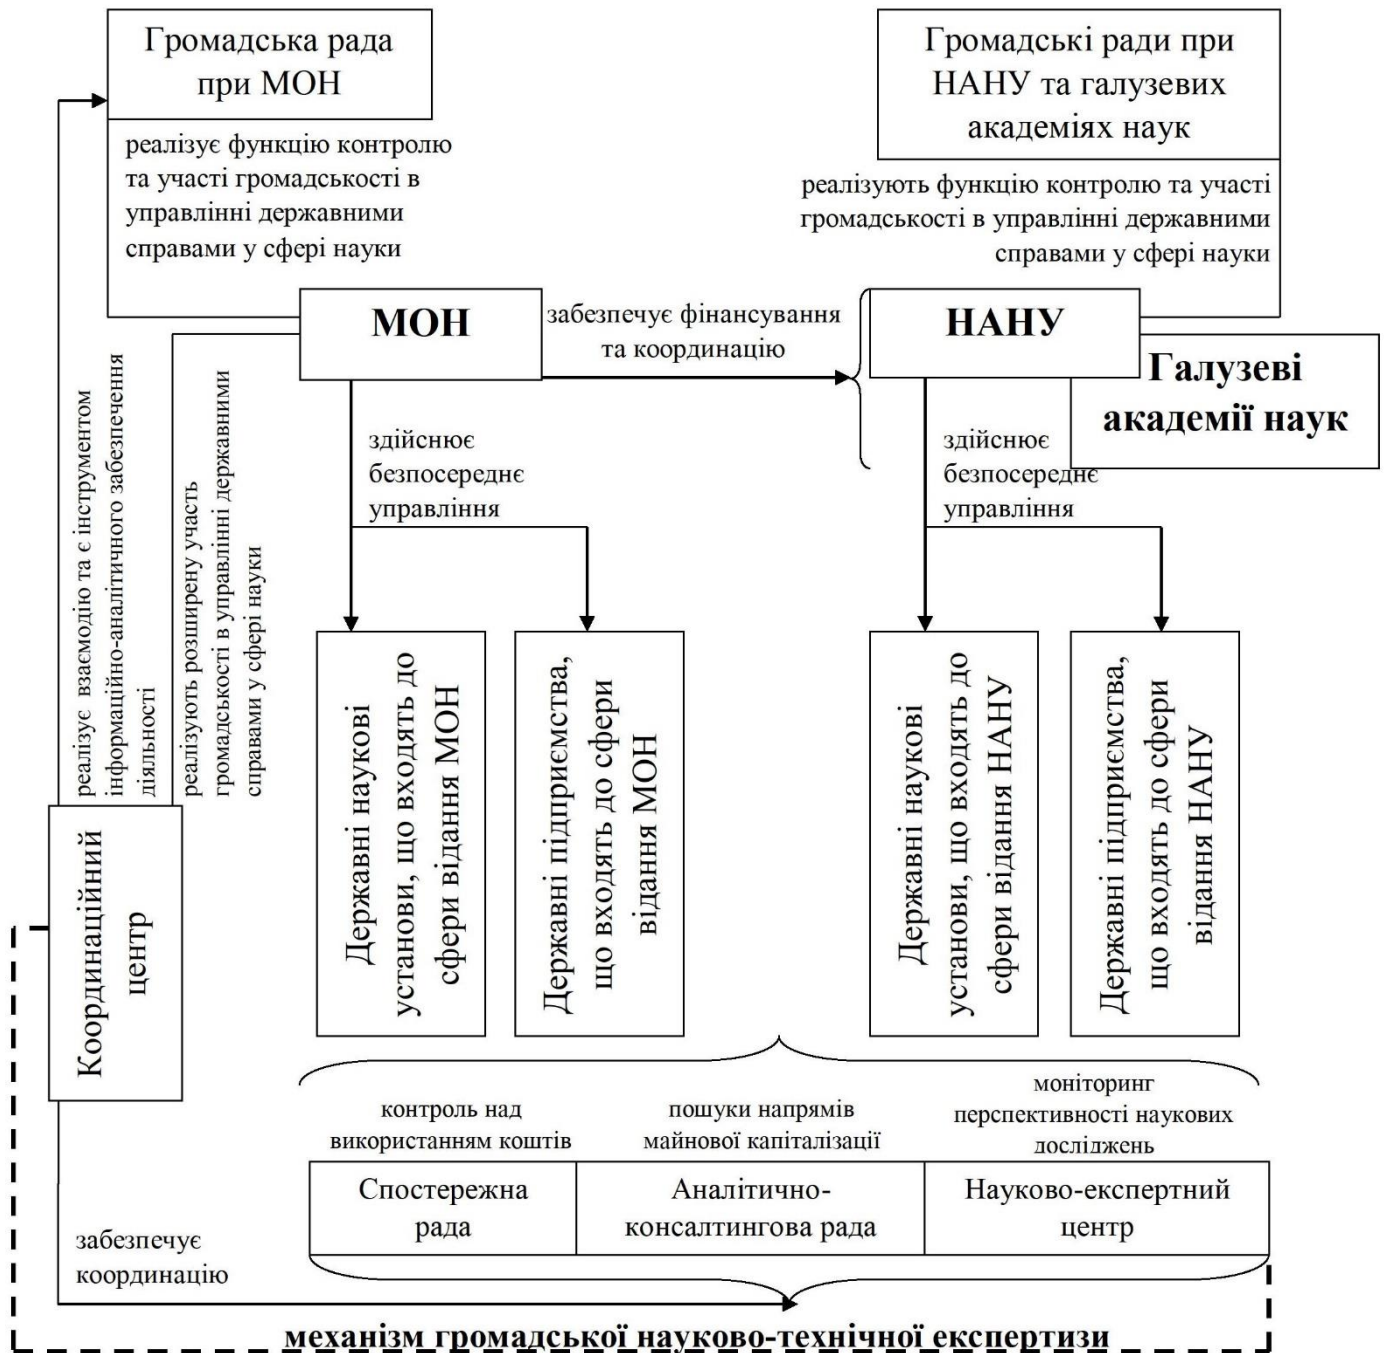 Громадська рада
при МОН
Громадські ради при
НАНУ та галузевих
академіях наук
реалізує функцію контролю
та участі громадськості в
управлінні державними
справами у сфері науки
реалізують функцію контролю та участі
громадськості в управлінні державними
справами у сфері науки
МОН
забезпечує фінансування
та координацію
НАНУ
Галузеві
академії наук
здійснює
безпосереднє
управління
здійснює
безпосереднє
управління
реалізує взаємодію та є інструментом
інформаційно-аналітичного забезпечення
діяльності
реалізують розширену участь
громадськості в управлінні державними
справами у сфері науки
Державні наукові
установи, що входять до
сфери відання МОН
Державні підприємства,
що входять до сфери
відання МОН
Державні наукові
установи, що входять до
сфери відання НАНУ
Державні підприємства,
що входять до сфери
відання НАНУ
Координаційний
центр
контроль над
використанням коштів
пошуки напрямів
майнової капіталізації
моніторинг
перспективності наукових
досліджень
Спостережна
рада
Аналітично-
консалтингова рада
Науково-експертний
центр
забезпечує
координацію
механізм громадської науково-технічної експертизи